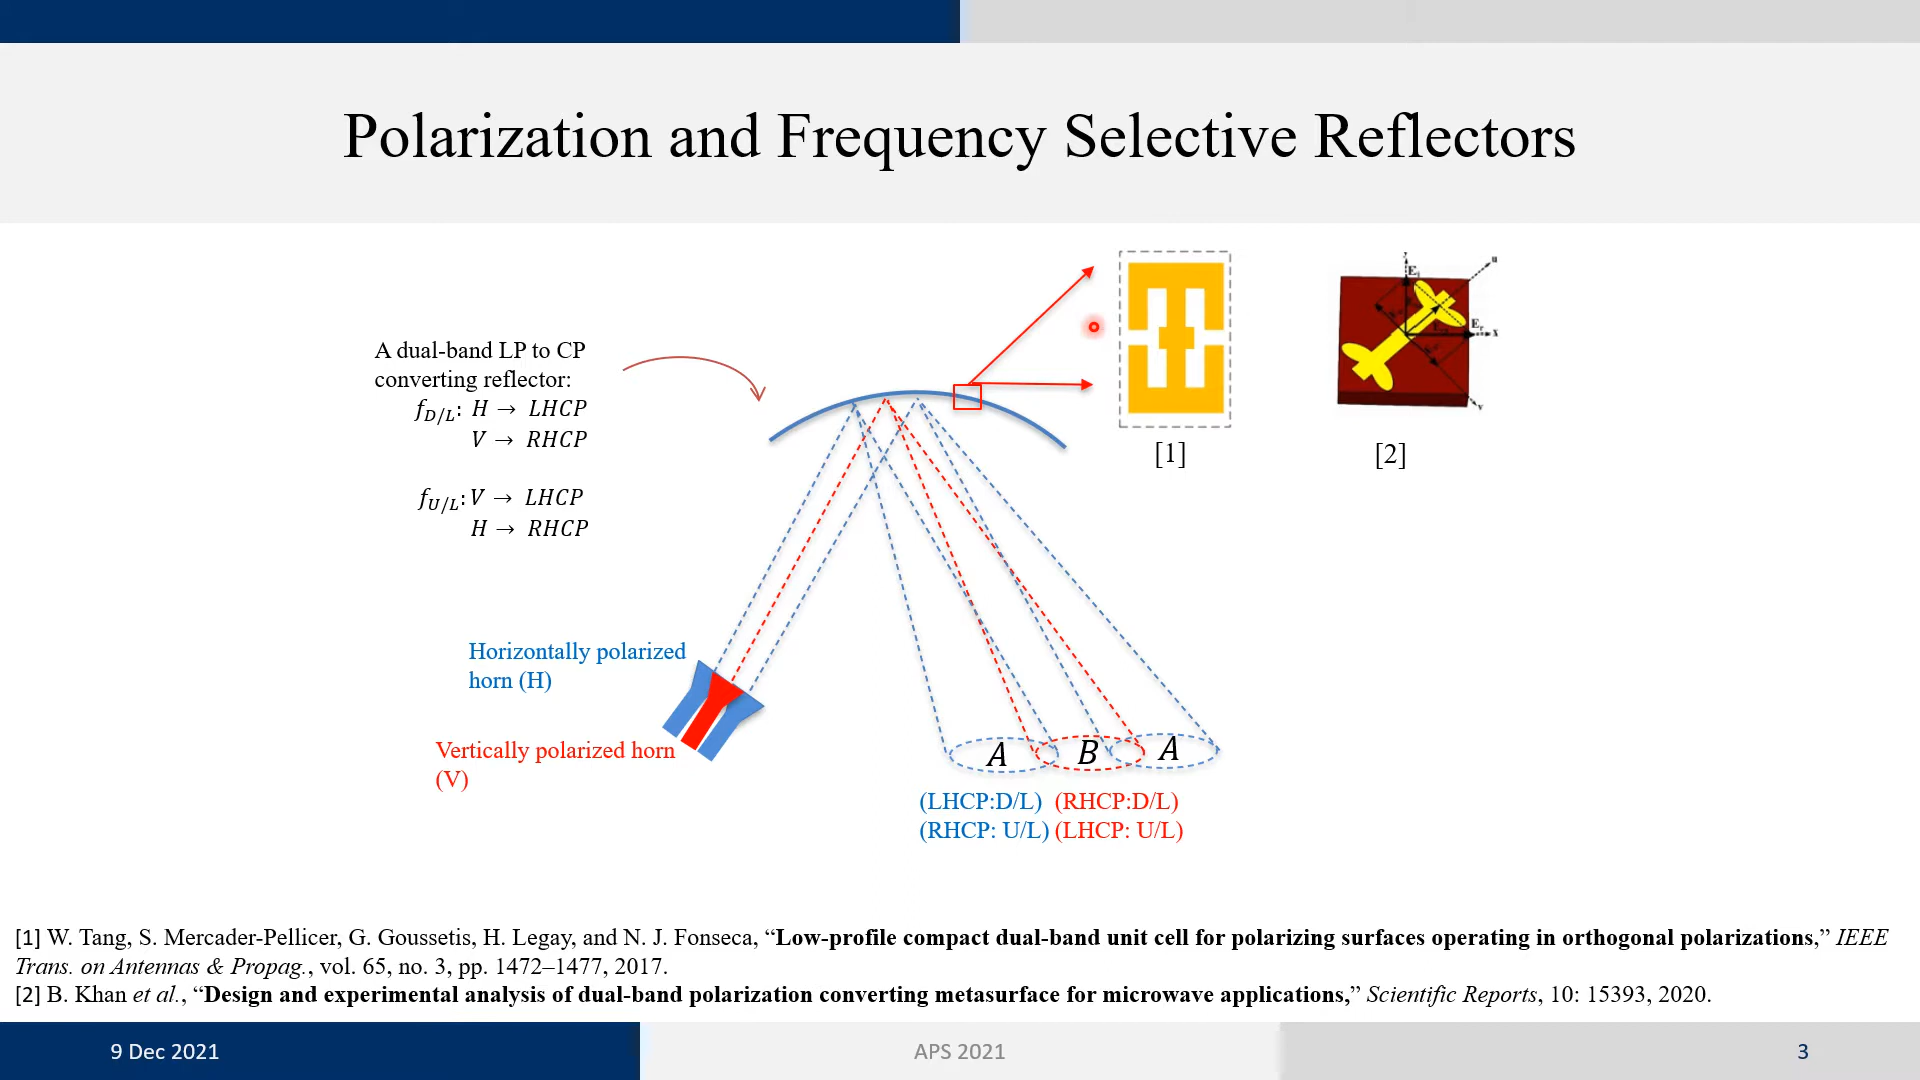 Polarization and Frequency Selective Reflectors
A dual-band LP to CP
converting reflector:
f_{D/L}: H → LHCP
V → RHCP
f_{U/L}: V → LHCP
H → RHCP
[1]
y
u
E_i
E_r
x
v
[2]
Horizontally polarized
horn (H)
Vertically polarized horn
(V)
A B A
(LHCP:D/L) (RHCP:D/L)
(RHCP: U/L) (LHCP: U/L)
[1] W. Tang, S. Mercader-Pellicer, G. Goussetis, H. Legay, and N. J. Fonseca, “Low-profile compact dual-band unit cell for polarizing surfaces operating in orthogonal polarizations,” IEEE
Trans. on Antennas & Propag., vol. 65, no. 3, pp. 1472–1477, 2017.
[2] B. Khan et al., “Design and experimental analysis of dual-band polarization converting metasurface for microwave applications,” Scientific Reports, 10: 15393, 2020.
9 Dec 2021
APS 2021
3